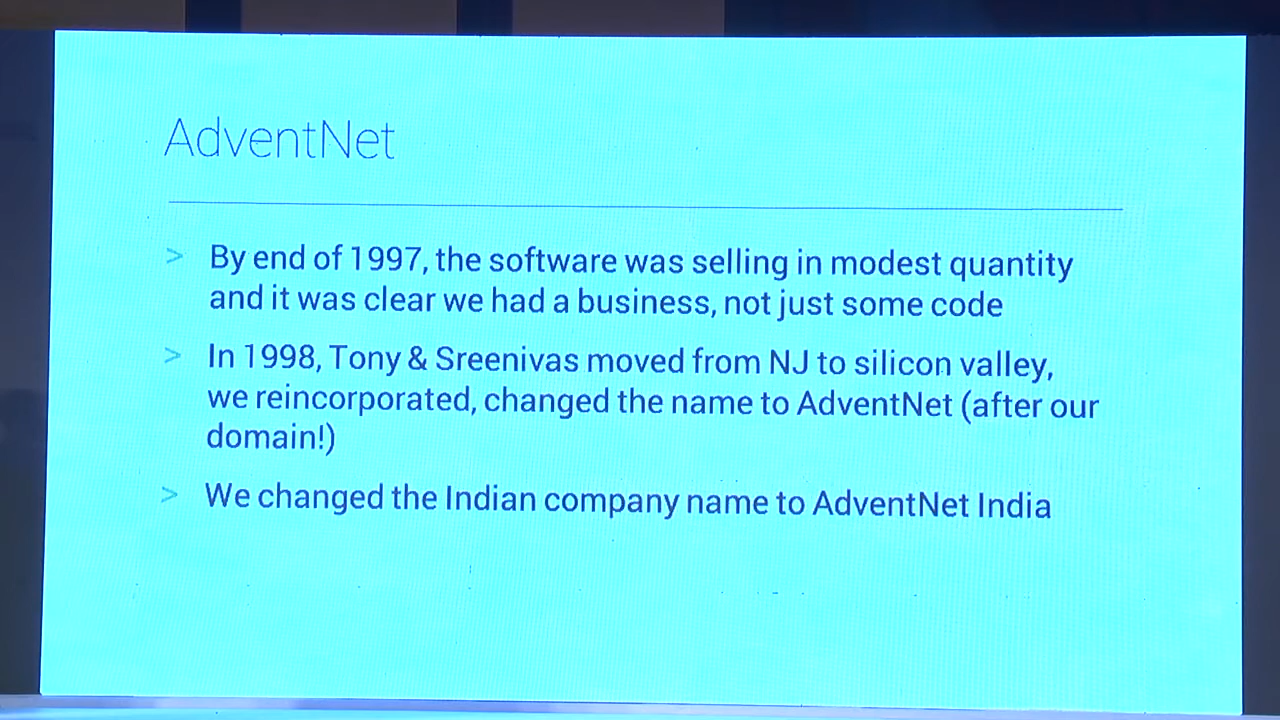 AdventNet
> By end of 1997, the software was selling in modest quantity
and it was clear we had a business, not just some code
> In 1998, Tony & Sreenivas moved from NJ to silicon valley,
we reincorporated, changed the name to AdventNet (after our
domain!)
> We changed the Indian company name to AdventNet India